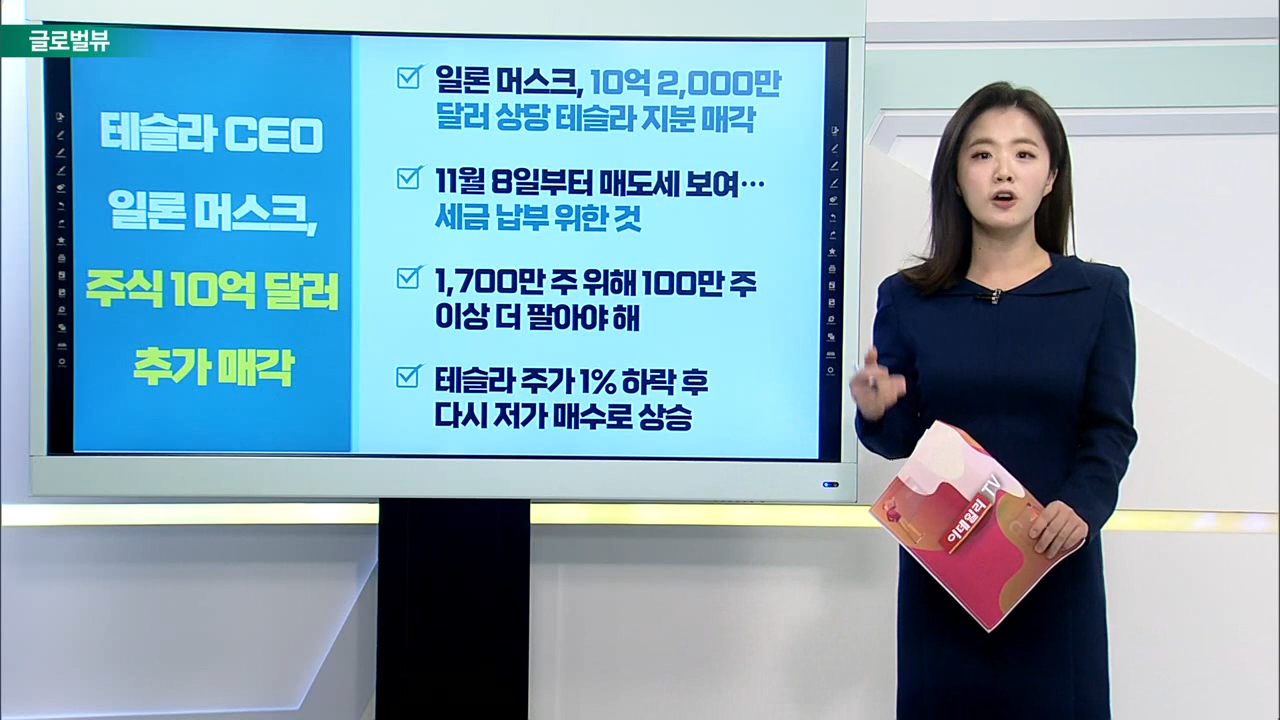 글로벌뷰
테슬라 CEO
일론 머스크,
주식 10억 달러
추가 매각
일론 머스크, 10억 2,000만
달러 상당 테슬라 지분 매각
11월 8일부터 매도세 보여…
세금 납부 위한 것
1,700만 주 위해 100만 주
이상 더 팔아야 해
테슬라 주가 1% 하락 후
다시 저가 매수로 상승
이데일리 TV